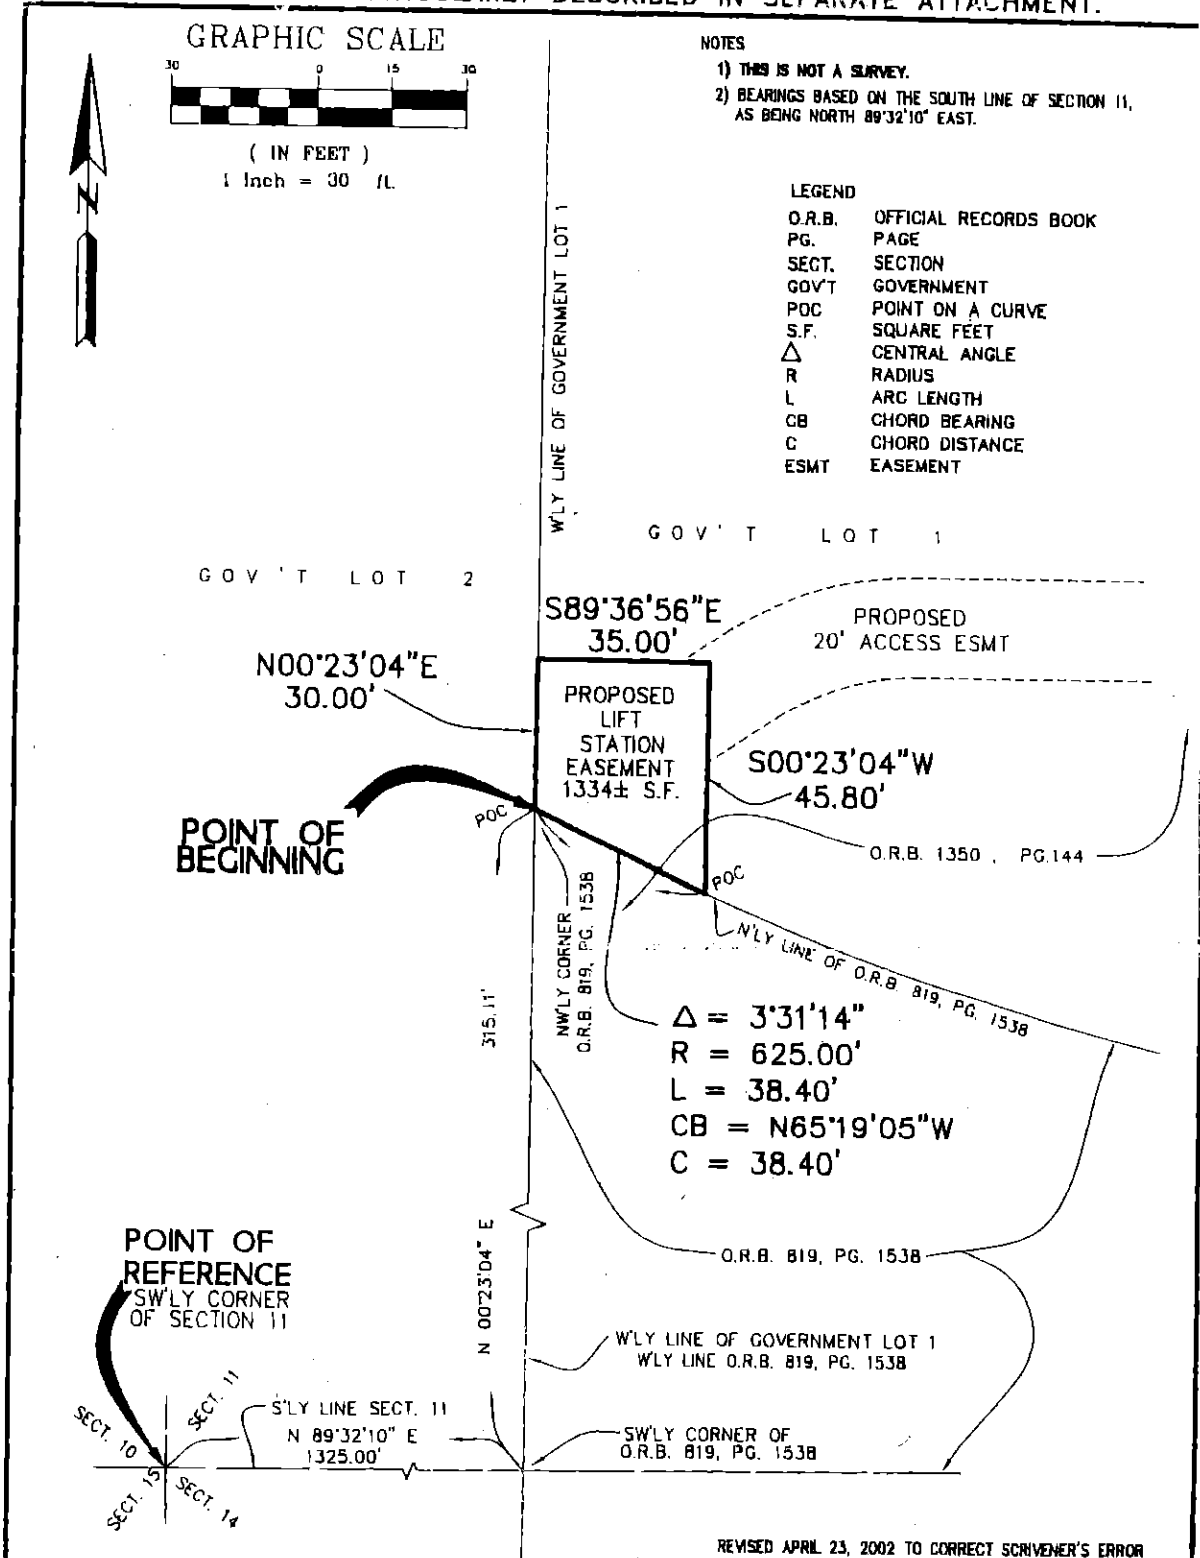 DESCRIBED IN SEPARATE ATTACHMENT.
GRAPHIC SCALE
30 0 15 30
( IN FEET )
1 Inch = 30 ft.
N
NOTES
1) THIS IS NOT A SURVEY.
2) BEARINGS BASED ON THE SOUTH LINE OF SECTION 11,
AS BEING NORTH 89°32'10" EAST.
LEGEND
O.R.B. OFFICIAL RECORDS BOOK
PG. PAGE
SECT. SECTION
GOV'T GOVERNMENT
POC POINT ON A CURVE
S.F. SQUARE FEET
Δ CENTRAL ANGLE
R RADIUS
L ARC LENGTH
CB CHORD BEARING
C CHORD DISTANCE
ESMT EASEMENT
W'LY LINE OF GOVERNMENT LOT 1
GOV'T LOT 1
GOV'T LOT 2
S89°36'56"E
35.00'
PROPOSED
20' ACCESS ESMT
N00°23'04"E
30.00'
PROPOSED
LIFT
STATION
EASEMENT
1334± S.F.
S00°23'04"W
45.80'
POC
POINT OF
BEGINNING
O.R.B. 1350 , PG.144
POC
NW'LY CORNER
O.R.B. 819, PG. 1538
N'LY LINE OF O.R.B. 819, PG. 1538
315.11'
Δ = 3°31'14"
R = 625.00'
L = 38.40'
CB = N65°19'05"W
C = 38.40'
N 00°23'04" E
POINT OF
REFERENCE
SW'LY CORNER
OF SECTION 11
O.R.B. 819, PG. 1538
W'LY LINE OF GOVERNMENT LOT 1
W'LY LINE O.R.B. 819, PG. 1538
SECT. 10
SECT. 11
S'LY LINE SECT. 11
N 89°32'10" E
1325.00'
SW'LY CORNER OF
O.R.B. 819, PG. 1538
SECT. 15
SECT. 14
REVISED APRIL 23, 2002 TO CORRECT SCRIVENER'S ERROR